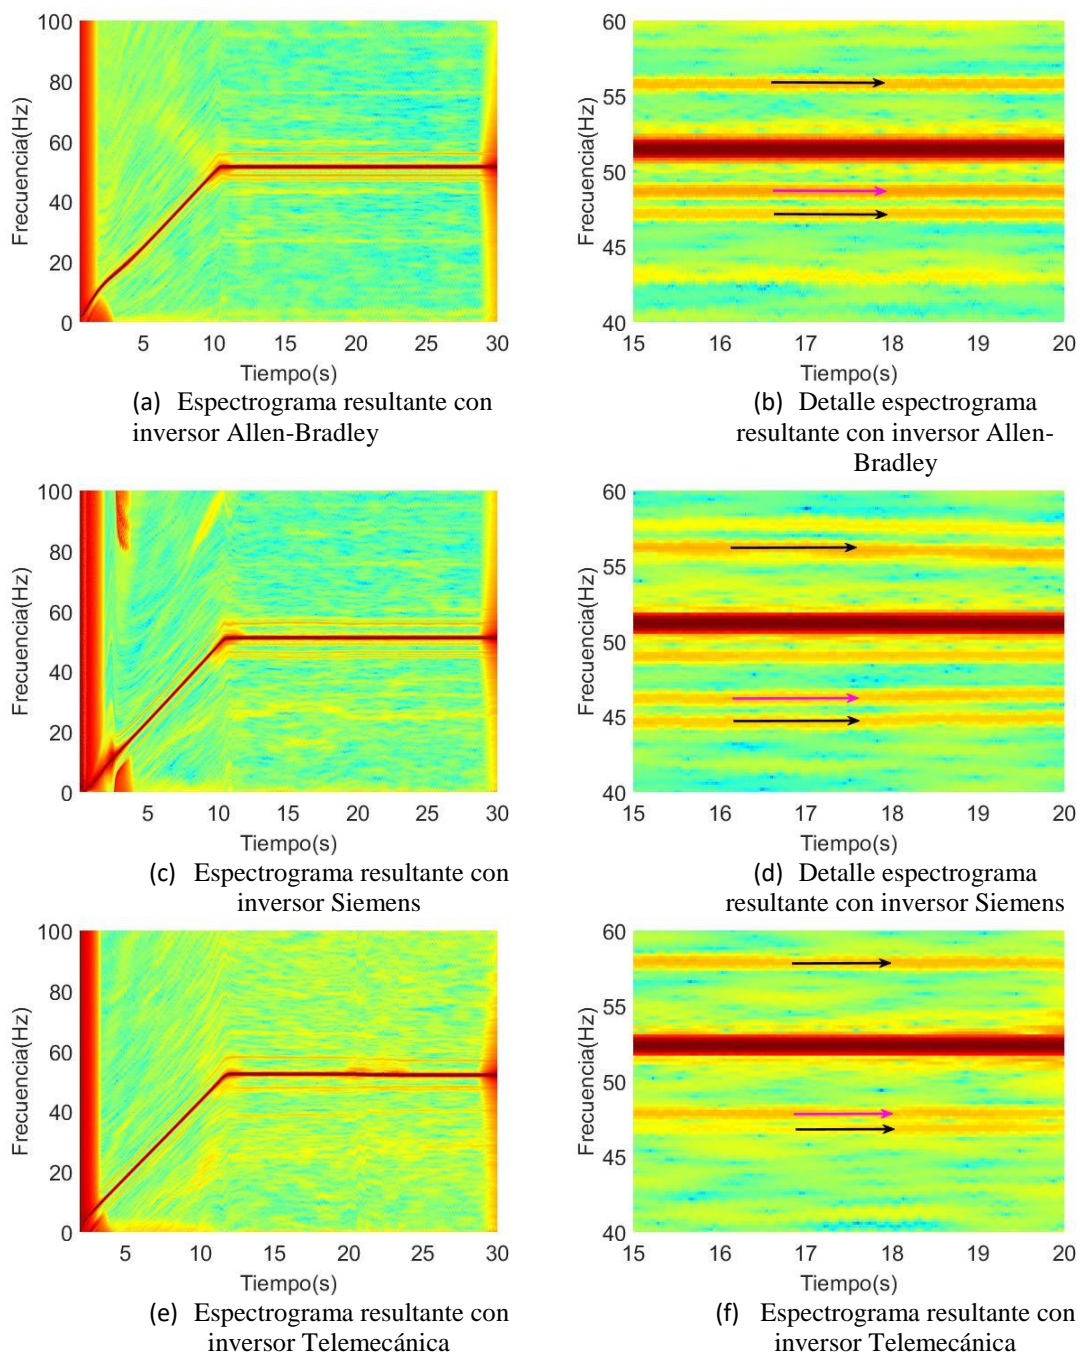 100
80
60
40
20
0
Frecuencia(Hz)
5 10 15 20 25 30
Tiempo(s)
(a) Espectrograma resultante con
inversor Allen-Bradley
60
55
50
45
40
Frecuencia(Hz)
15 16 17 18 19 20
Tiempo(s)
(b) Detalle espectrograma
resultante con inversor Allen-
Bradley
100
80
60
40
20
0
Frecuencia(Hz)
5 10 15 20 25 30
Tiempo(s)
(c) Espectrograma resultante con
inversor Siemens
60
55
50
45
40
Frecuencia(Hz)
15 16 17 18 19 20
Tiempo(s)
(d) Detalle espectrograma
resultante con inversor Siemens
100
80
60
40
20
0
Frecuencia(Hz)
5 10 15 20 25 30
Tiempo(s)
(e) Espectrograma resultante con
inversor Telemecánica
60
55
50
45
40
Frecuencia(Hz)
15 16 17 18 19 20
Tiempo(s)
(f) Espectrograma resultante con
inversor Telemecánica